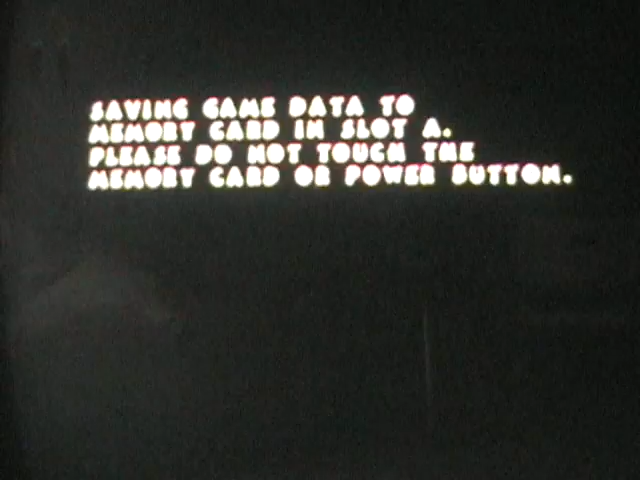 SAVING GAME DATA TO
MEMORY CARD IN SLOT A.
PLEASE DO NOT TOUCH THE
MEMORY CARD OR POWER BUTTON.